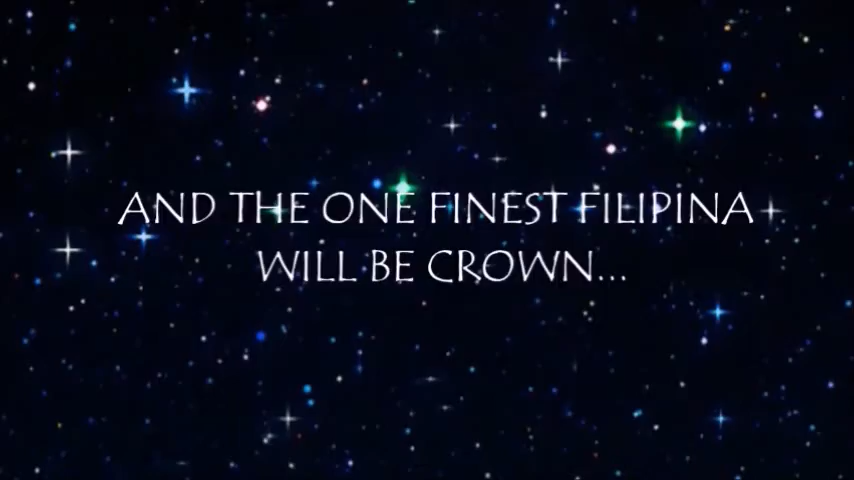 AND THE ONE FINEST FILIPINA
WILL BE CROWN...